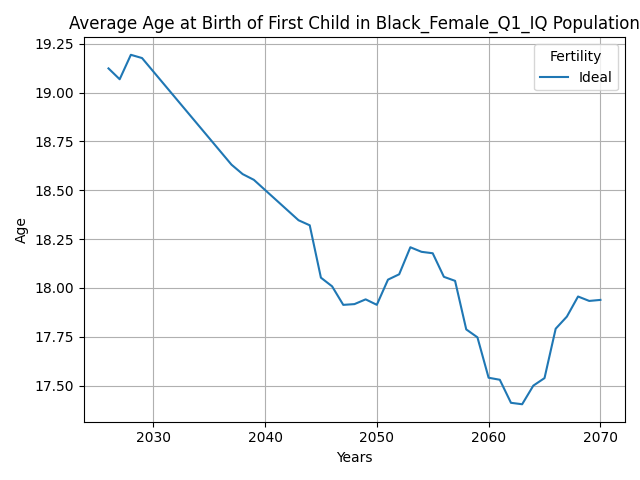 Average Age at Birth of First Child in Black_Female_Q1_IQ Population
Fertility
Ideal
19.25
19.00
18.75
18.50
18.25
18.00
17.75
17.50
Age
2030 2040 2050 2060 2070
Years